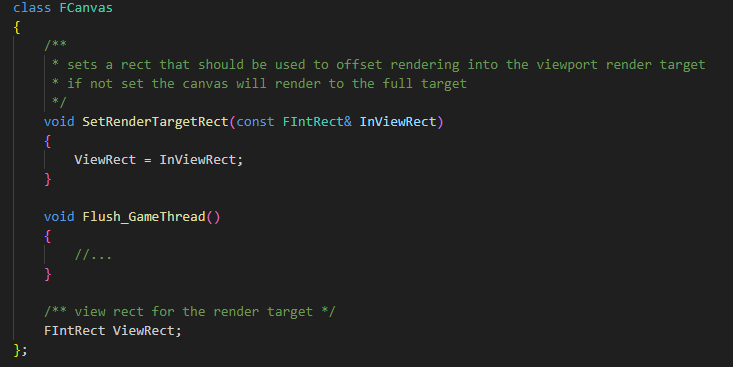 class FCanvas
{
    /**
     * sets a rect that should be used to offset rendering into the viewport render target
     * if not set the canvas will render to the full target
     */
    void SetRenderTargetRect(const FIntRect& InViewRect)
    {
        ViewRect = InViewRect;
    }

    void Flush_GameThread()
    {
        //...
    }

    /** view rect for the render target */
    FIntRect ViewRect;
};